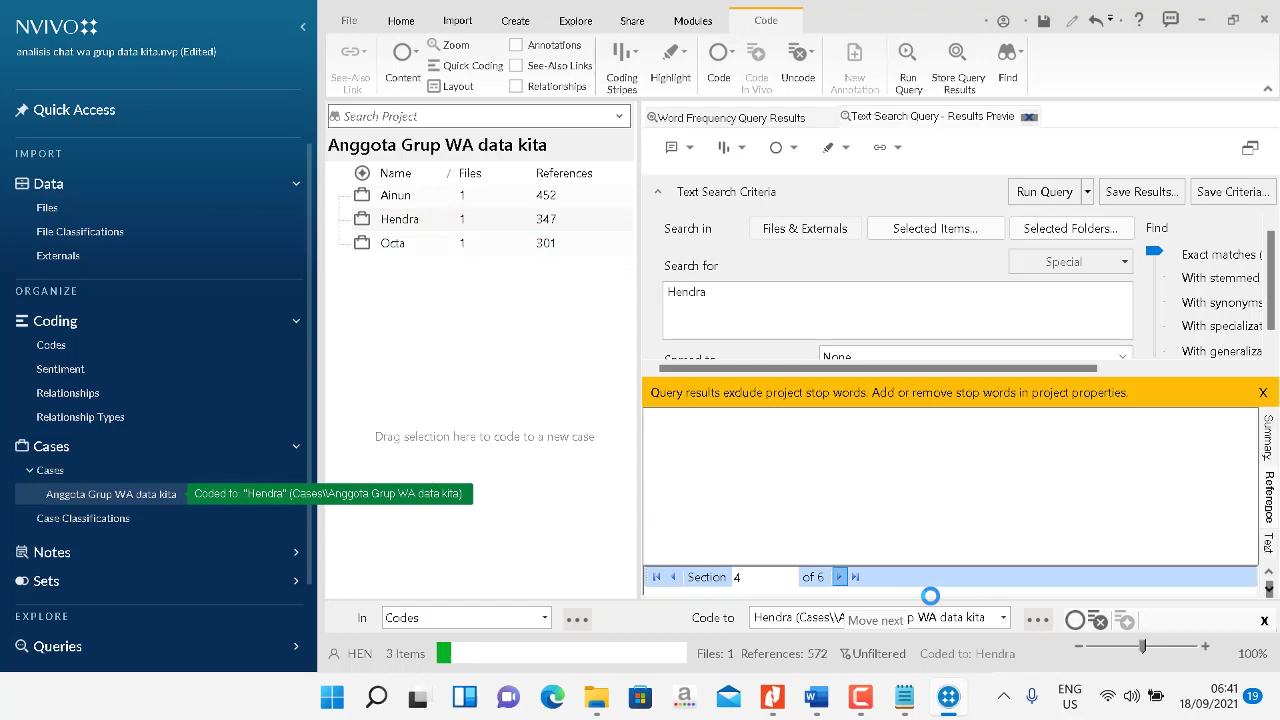 NVIVO
analisis chat wa grup data kita.nvp (Edited)
Quick Access
IMPORT
Data
Files
File Classifications
Externals
ORGANIZE
Coding
Codes
Sentiment
Relationships
Relationship Types
Cases
Cases
Anggota Grup WA data kita
Coded to: "Hendra" (Cases\\Anggota Grup WA data kita)
Case Classifications
Notes
Sets
EXPLORE
Queries
File Home Import Create Explore Share Modules Code
See-Also Link
Content
Zoom
Quick Coding
Layout
Annotations
See-Also Links
Relationships
Coding Stripes
Highlight
Code
Code In Vivo
Uncode
New Annotation
Run Query
Store Query Results
Find
Search Project
Anggota Grup WA data kita
Name / Files References
Ainun 1 452
Hendra 1 347
Octa 1 301
Drag selection here to code to a new case
Word Frequency Query Results
Text Search Query - Results Previe
Text Search Criteria
Run Query
Save Results...
Save Criteria...
Search in
Files & Externals
Selected Items...
Selected Folders...
Find
Search for
Special
Hendra
Exact matches (
With stemmed
With synonyms
With specializat
With generaliza
Spread to
None
Query results exclude project stop words. Add or remove stop words in project properties.
X
Summary
Reference
Text
Section 4 of 6
In Codes
Code to Hendra (Cases\\A
Move next
p WA data kita
X
HEN 3 Items Files: 1 References: 572 Unfiltered Coded to: Hendra 100%
ENG
US
06:41
18/09/2021
19